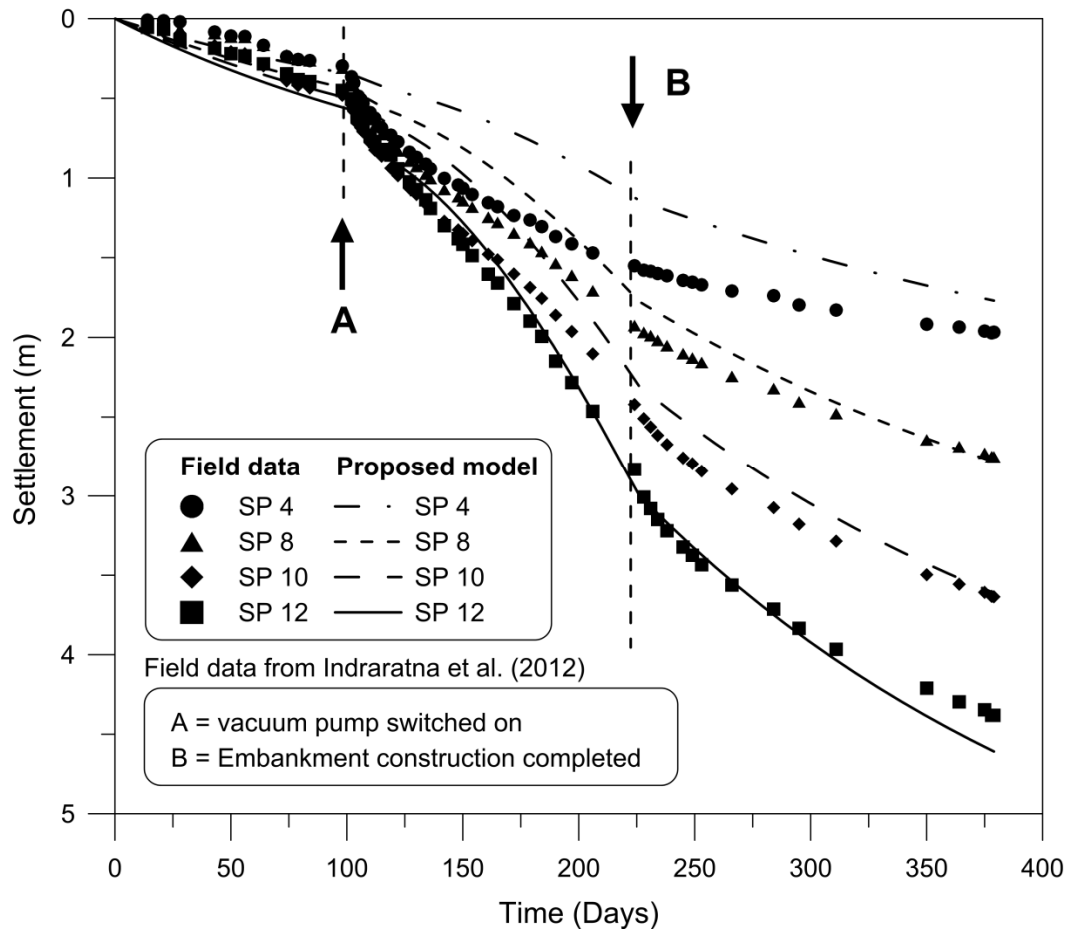 0
1
2
3
4
5
Settlement (m)
A
B
Field data Proposed model
SP 4 SP 4
SP 8 SP 8
SP 10 SP 10
SP 12 SP 12
Field data from Indraratna et al. (2012)
A = vacuum pump switched on
B = Embankment construction completed
0 50 100 150 200 250 300 350 400
Time (Days)